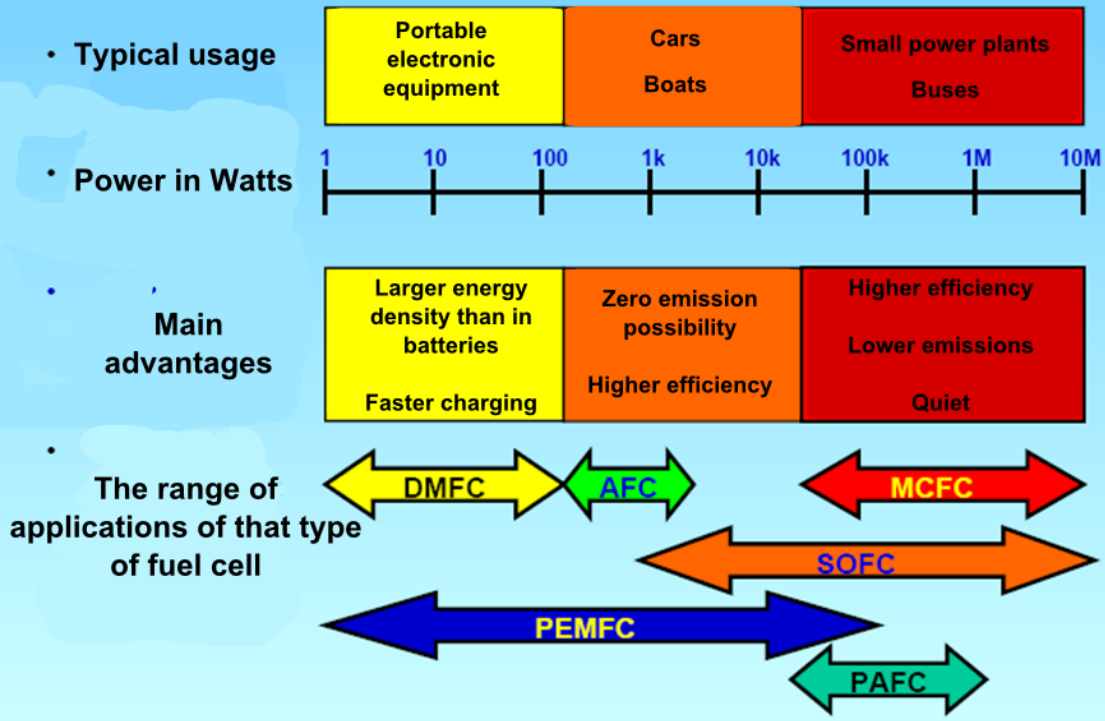 • Typical usage
Portable
electronic
equipment
Cars
Boats
Small power plants
Buses
• Power in Watts
1 10 100 1k 10k 100k 1M 10M
• Main
advantages
Larger energy
density than in
batteries
Faster charging
Zero emission
possibility
Higher efficiency
Higher efficiency
Lower emissions
Quiet
• The range of
applications of that type
of fuel cell
DMFC
AFC
MCFC
SOFC
PEMFC
PAFC